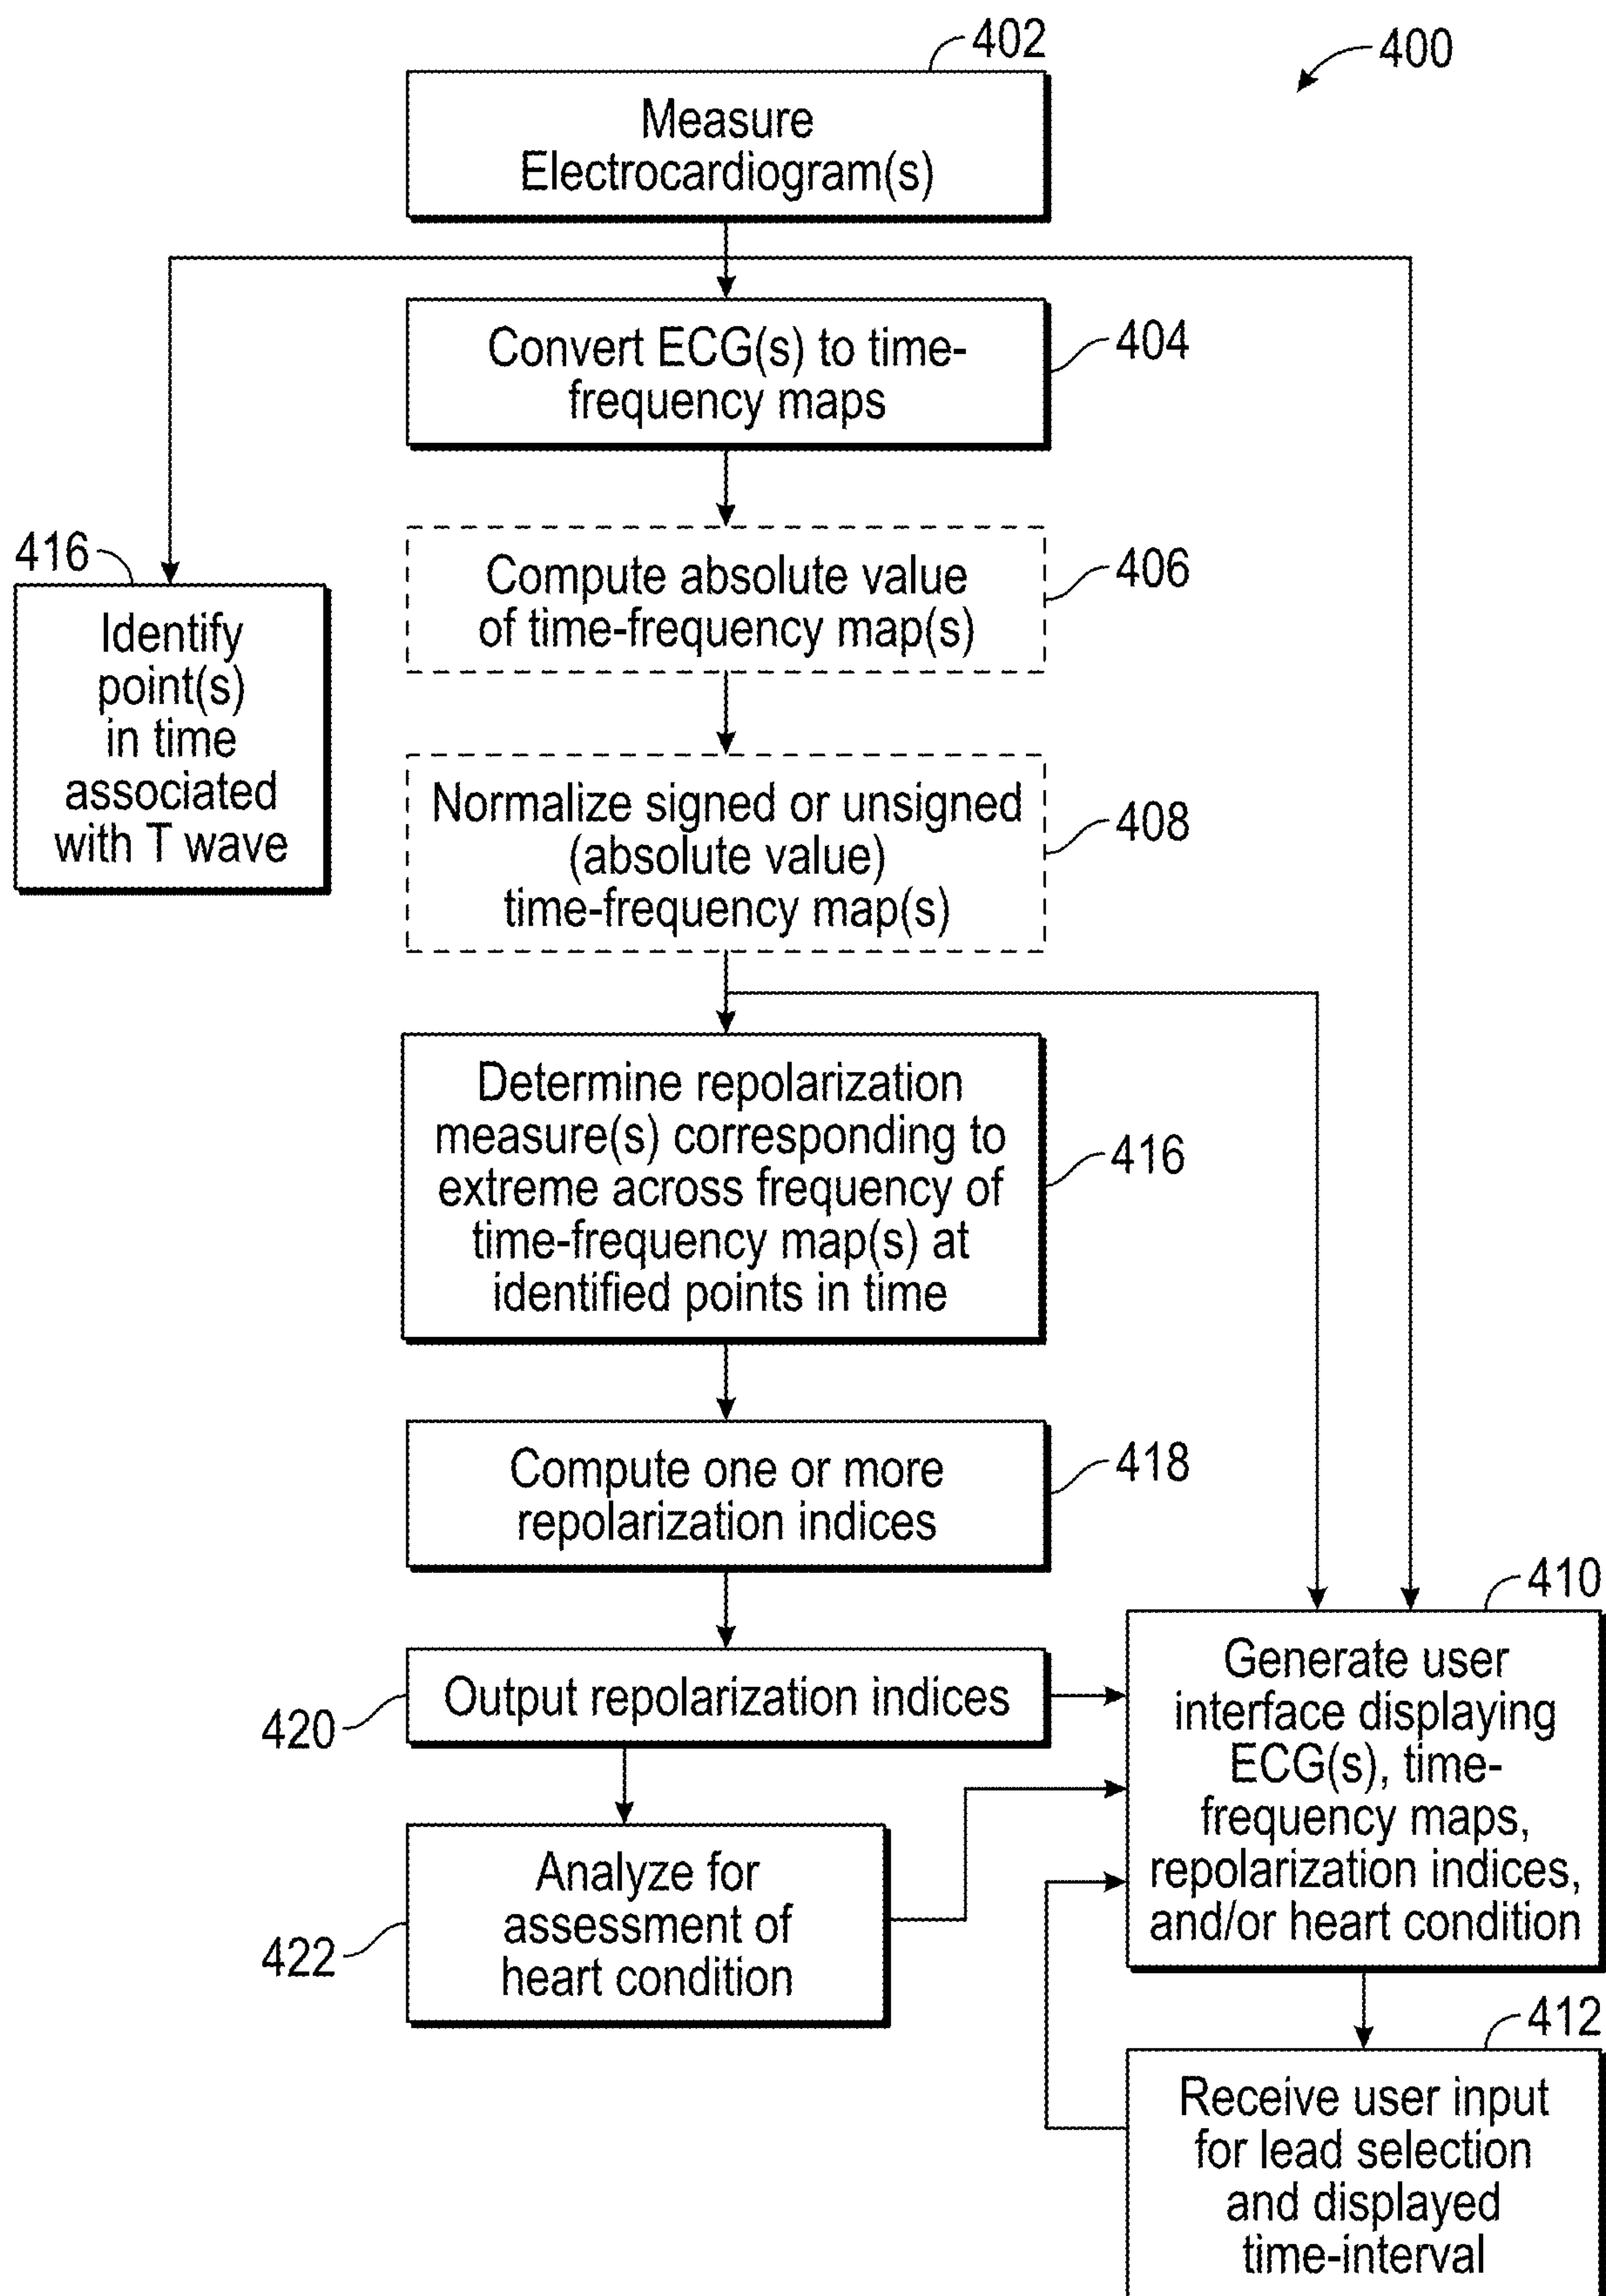 402
400
Measure
Electrocardiogram(s)
Convert ECG(s) to time-
frequency maps
404
416
Identify
point(s)
in time
associated
with T wave
Compute absolute value
of time-frequency map(s)
406
Normalize signed or unsigned
(absolute value)
time-frequency map(s)
408
Determine repolarization
measure(s) corresponding to
extreme across frequency of
time-frequency map(s) at
identified points in time
416
Compute one or more
repolarization indices
418
Output repolarization indices
420
Analyze for
assessment of
heart condition
422
410
Generate user
interface displaying
ECG(s), time-
frequency maps,
repolarization indices,
and/or heart condition
412
Receive user input
for lead selection
and displayed
time-interval